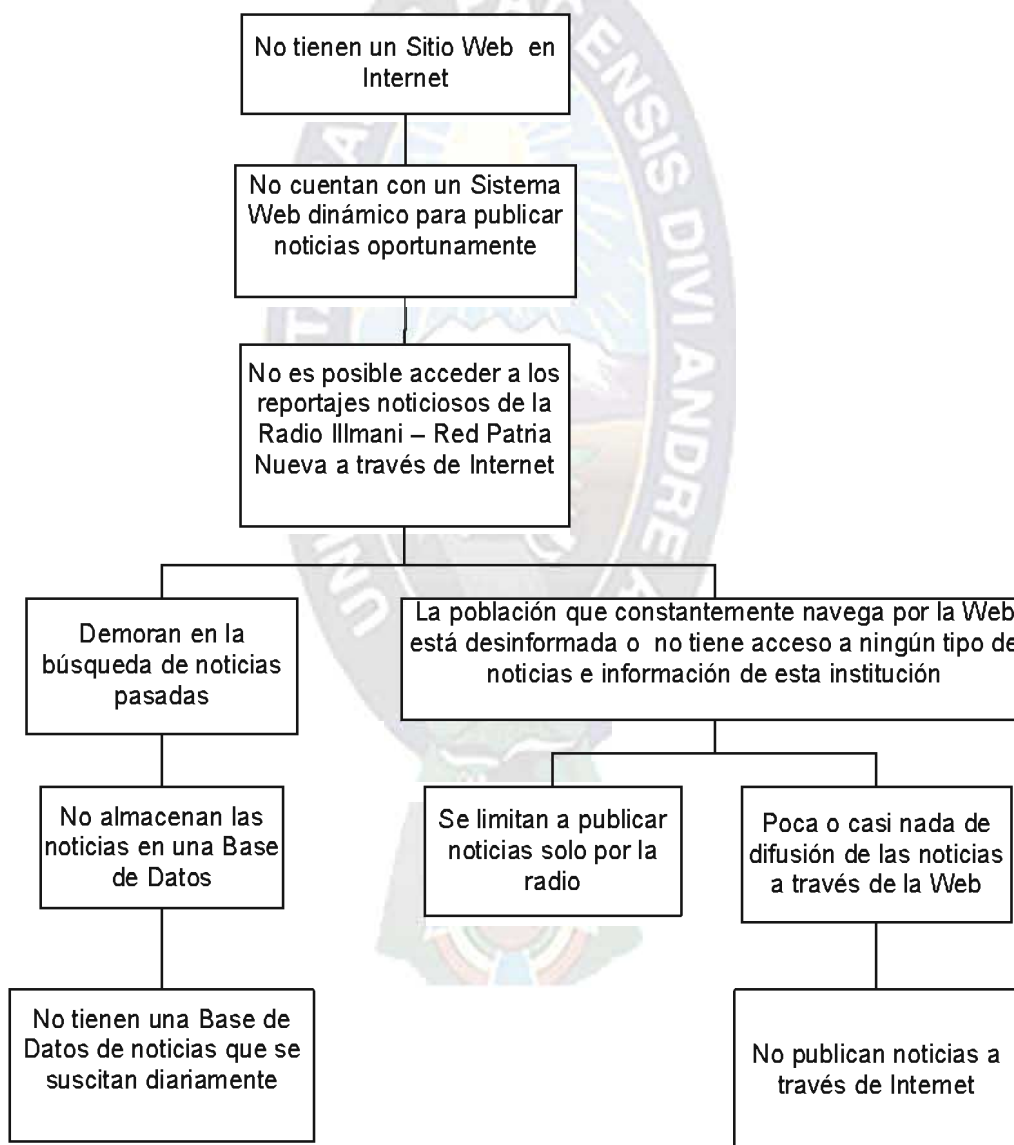 No tienen un Sitio Web en
Internet
No cuentan con un Sistema
Web dinámico para publicar
noticias oportunamente
No es posible acceder a los
reportajes noticiosos de la
Radio Illmani – Red Patria
Nueva a través de Internet
Demoran en la
búsqueda de noticias
pasadas
La población que constantemente navega por la Web
está desinformada o no tiene acceso a ningún tipo de
noticias e información de esta institución
No almacenan las
noticias en una Base
de Datos
Se limitan a publicar
noticias solo por la
radio
Poca o casi nada de
difusión de las noticias
a través de la Web
No tienen una Base de
Datos de noticias que se
suscitan diariamente
No publican noticias a
través de Internet
PACENSIS DIVI ANDRE